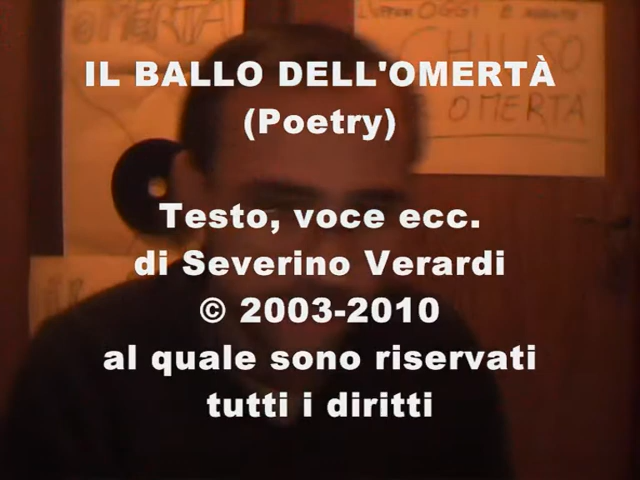 OMERTA
OGGI È
CHIUSO
OMERTÀ
IL BALLO DELL'OMERTÀ
(Poetry)
Testo, voce ecc.
di Severino Verardi
© 2003-2010
al quale sono riservati
tutti i diritti